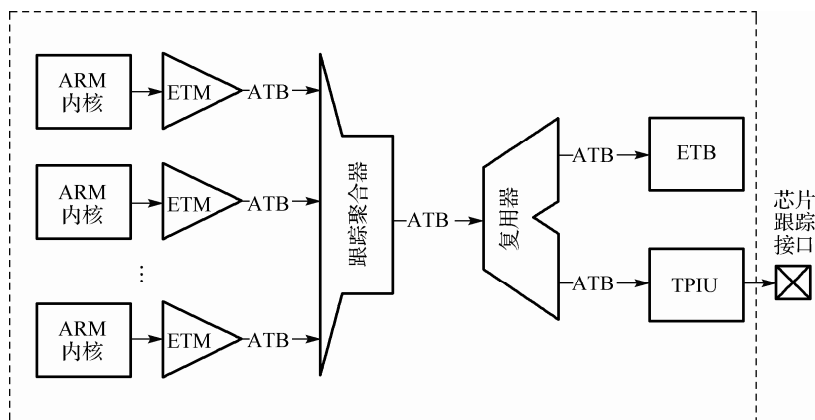 ARM
内核
ETM
ATB
ARM
内核
ETM
ATB
...
ARM
内核
ETM
ATB
跟踪聚合器
ATB
复用器
ATB
ETB
ATB
TPIU
芯片
跟踪
接口